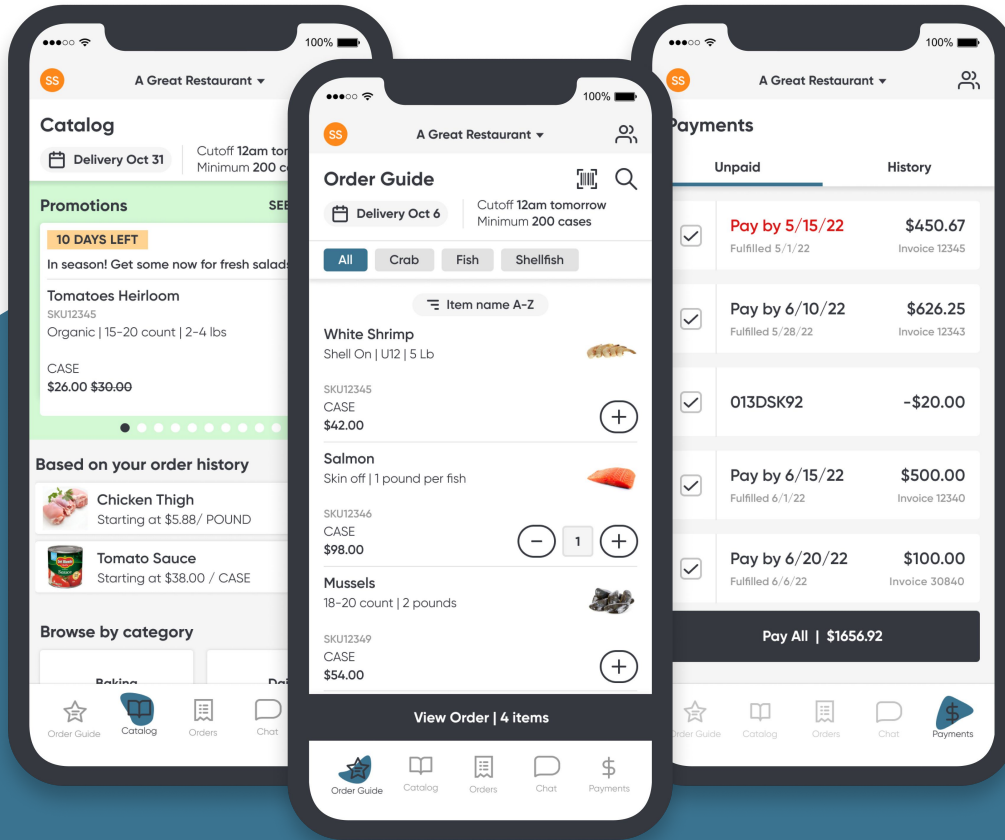 100%
SS
A Great Restaurant
Catalog
Delivery Oct 31
Cutoff 12am tor
Minimum 200 c
Promotions
SEE
10 DAYS LEFT
In season! Get some now for fresh salads
Tomatoes Heirloom
SKU12345
Organic | 15-20 count | 2-4 lbs
CASE
$26.00 $30.00
Based on your order history
Chicken Thigh
Starting at $5.88/ POUND
Tomato Sauce
Starting at $38.00 / CASE
Browse by category
Baking
Dai
Order Guide
Catalog
Orders
Chat
100%
SS
A Great Restaurant
Order Guide
Delivery Oct 6
Cutoff 12am tomorrow
Minimum 200 cases
All
Crab
Fish
Shellfish
Item name A-Z
White Shrimp
Shell On | U12 | 5 Lb
SKU12345
CASE
$42.00
Salmon
Skin off | 1 pound per fish
SKU12346
CASE
$98.00
1
Mussels
18-20 count | 2 pounds
SKU12349
CASE
$54.00
View Order | 4 items
Order Guide
Catalog
Orders
Chat
Payments
100%
SS
A Great Restaurant
Payments
Unpaid
History
Pay by 5/15/22
$450.67
Fulfilled 5/1/22
Invoice 12345
Pay by 6/10/22
$626.25
Fulfilled 5/28/22
Invoice 12343
013DSK92
-$20.00
Pay by 6/15/22
$500.00
Fulfilled 6/1/22
Invoice 12340
Pay by 6/20/22
$100.00
Fulfilled 6/6/22
Invoice 30840
Pay All | $1656.92
Order Guide
Catalog
Orders
Chat
Payments